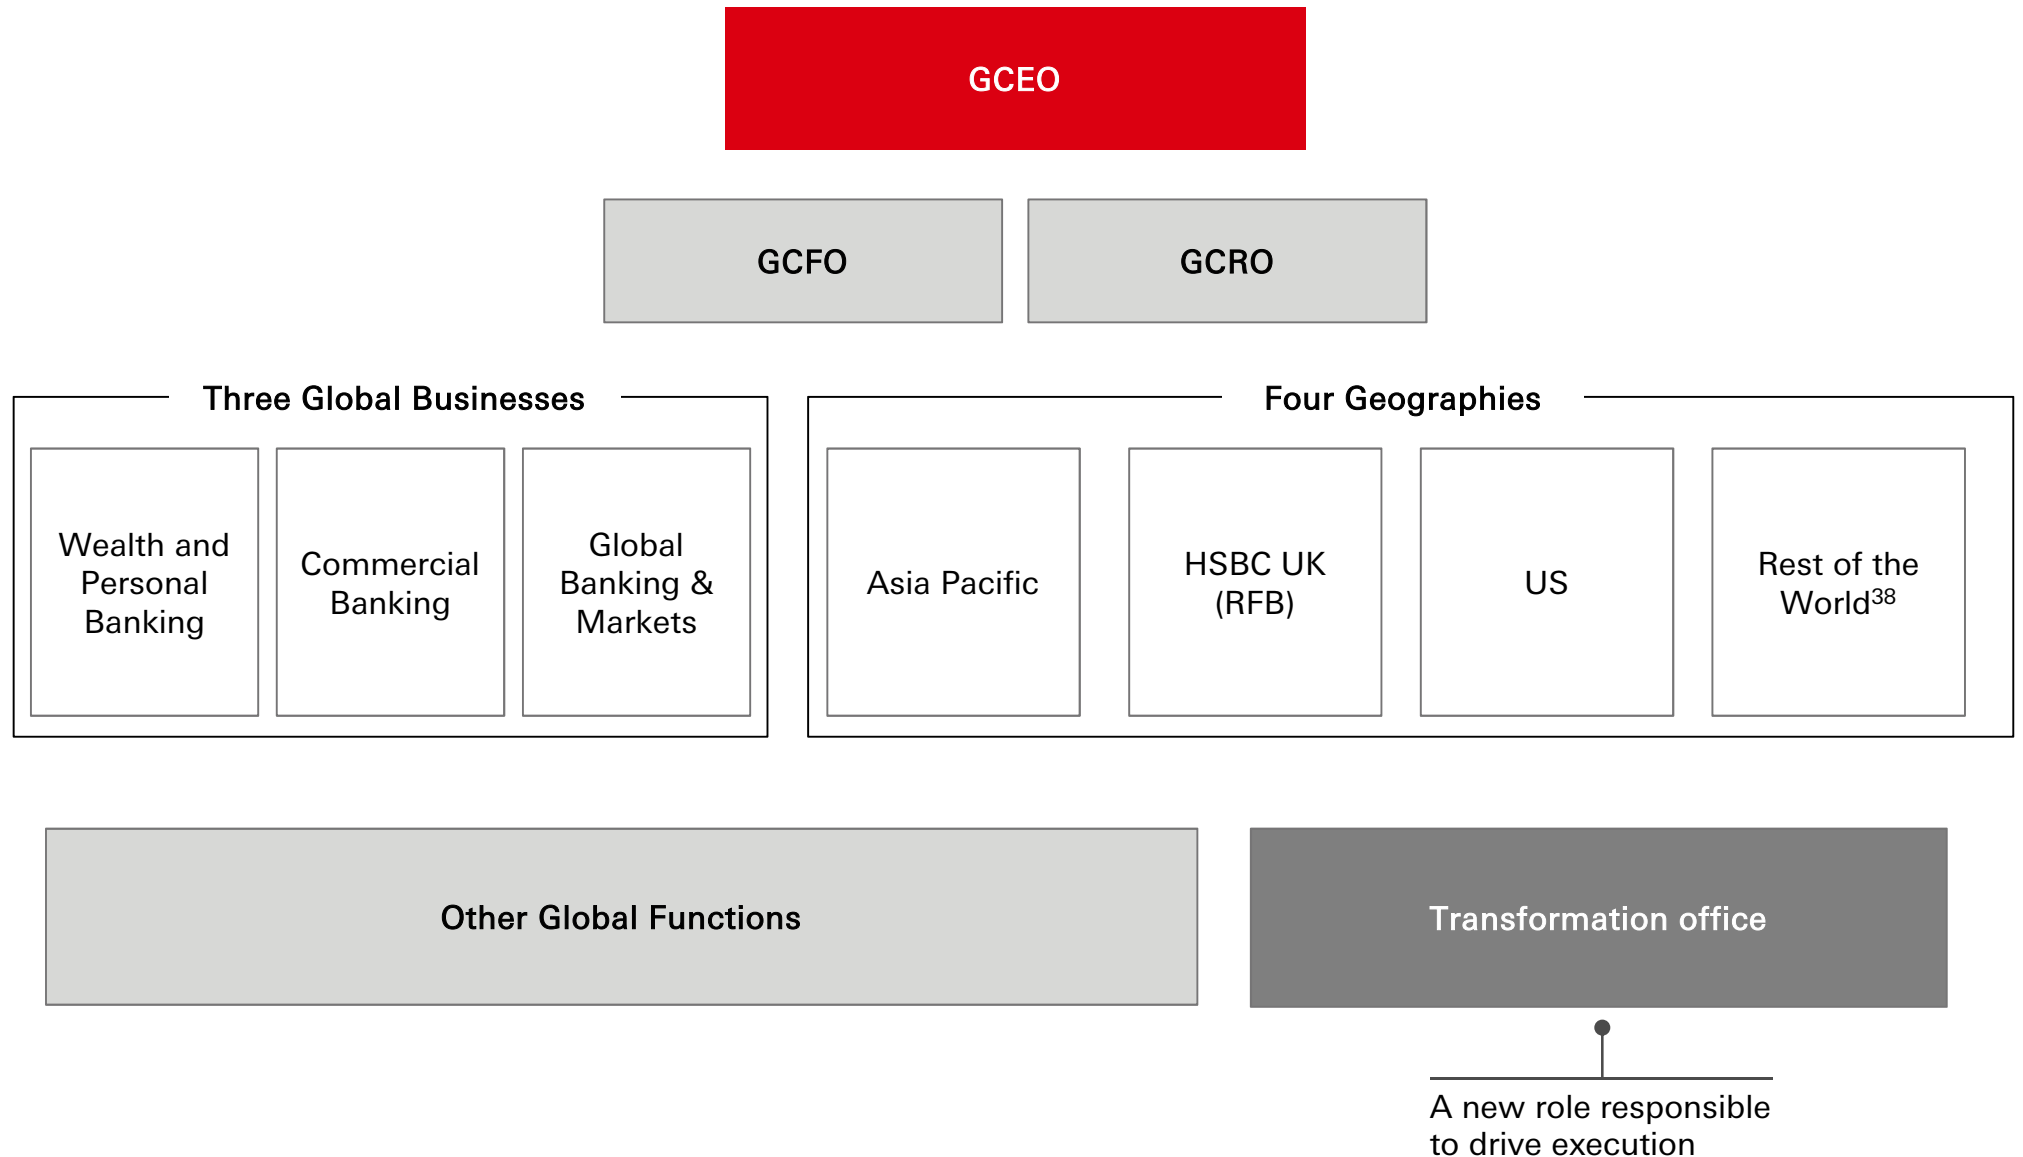 GCEO
GCFO
GCRO
Three Global Businesses
Wealth and
Personal
Banking
Commercial
Banking
Global
Banking &
Markets
Four Geographies
Asia Pacific
HSBC UK
(RFB)
US
Rest of the
World³⁸
Other Global Functions
Transformation office
A new role responsible
to drive execution